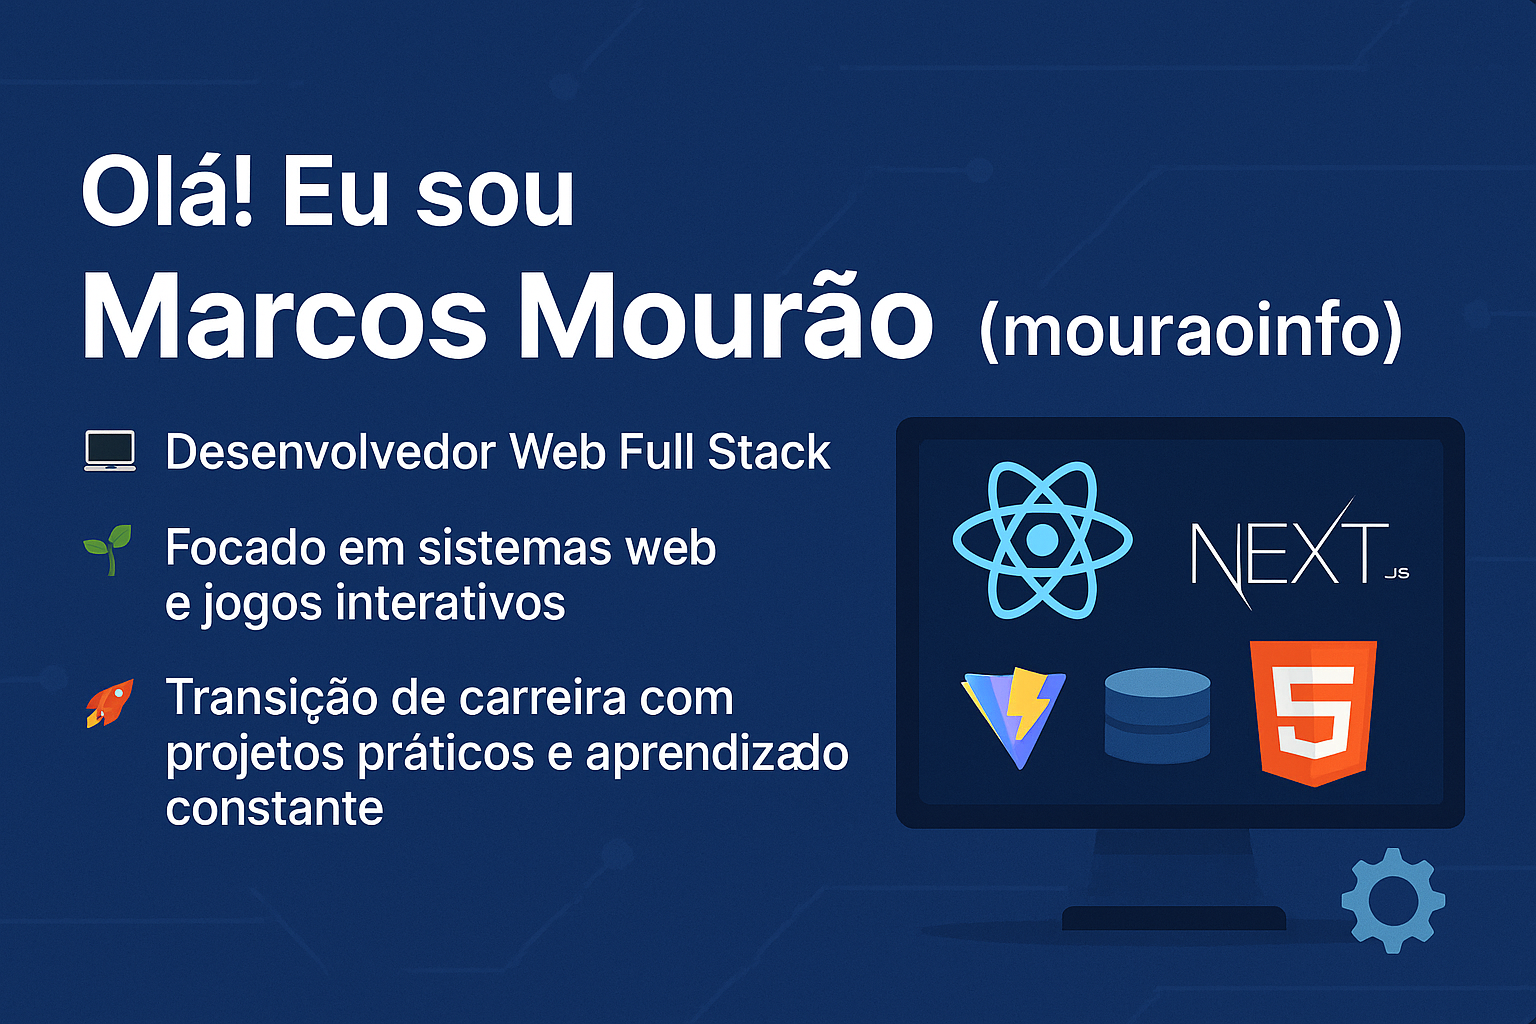 Olá! Eu sou
Marcos Mourão (mouraoinfo)
Desenvolvedor Web Full Stack
Focado em sistemas web
e jogos interativos
Transição de carreira com
projetos práticos e aprendizado
constante
NEXT.JS
5